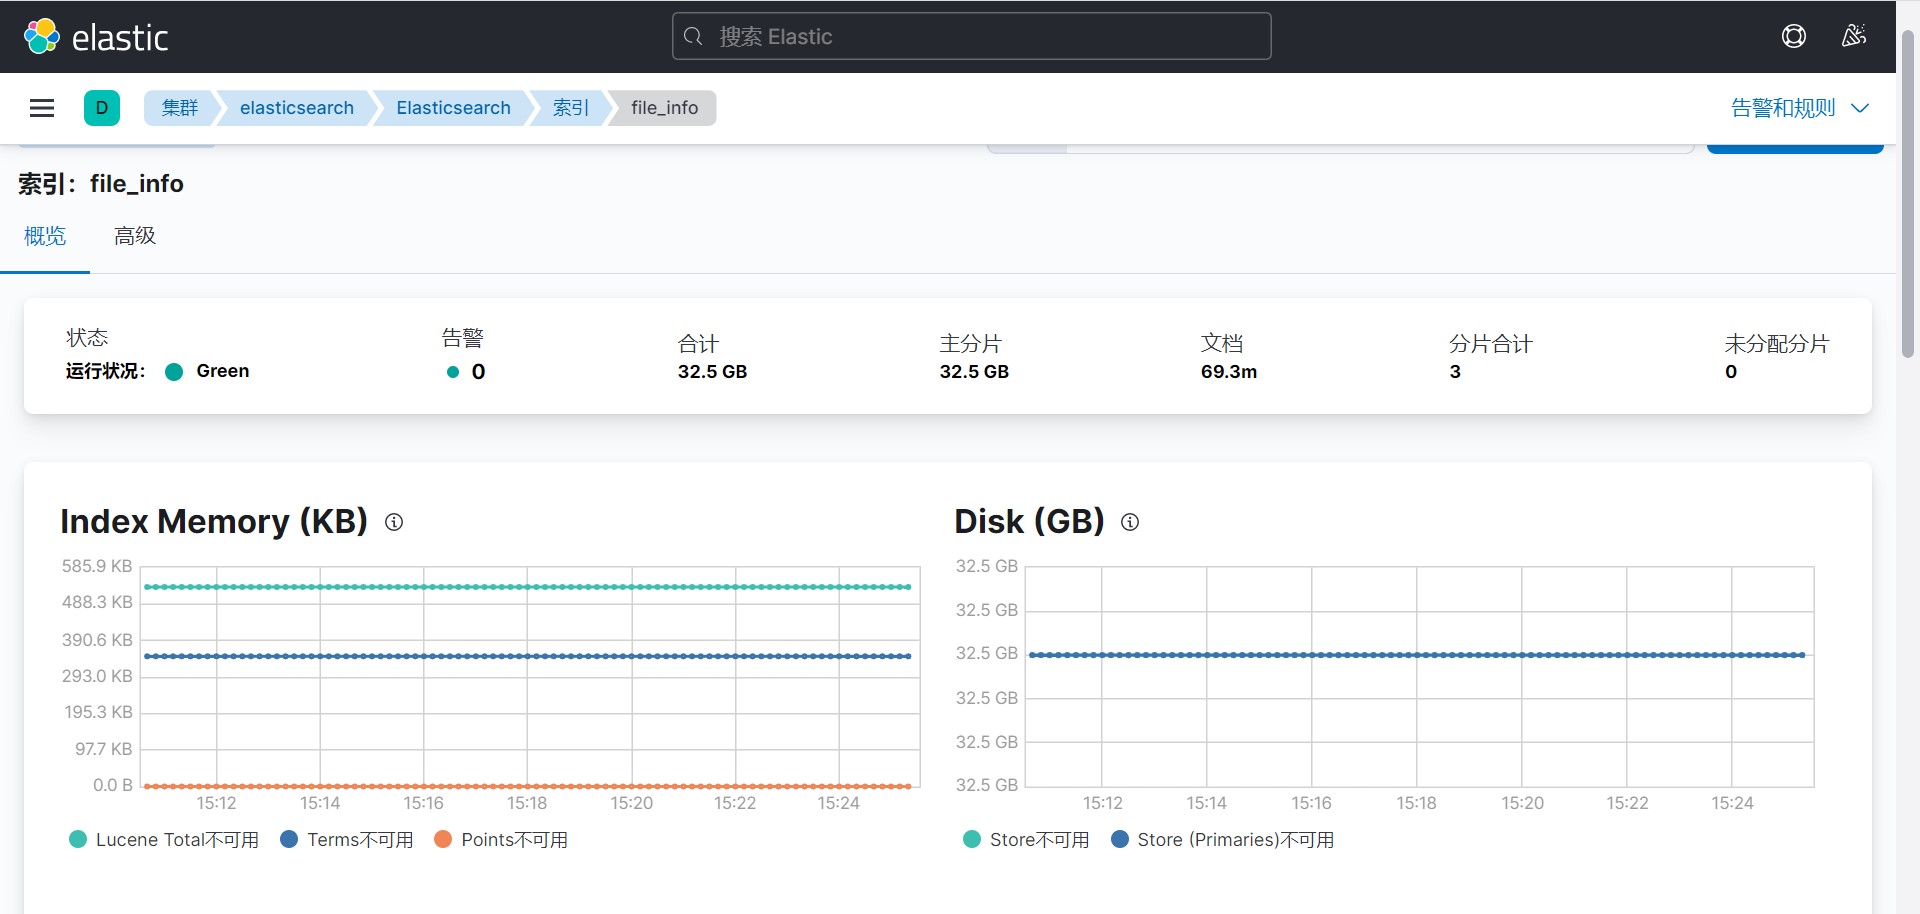 elastic
搜索 Elastic
D
集群
elasticsearch
Elasticsearch
索引
file_info
告警和规则
索引：file_info
概览
高级
状态
运行状况：
Green
告警
0
合计
32.5 GB
主分片
32.5 GB
文档
69.3m
分片合计
3
未分配分片
0
Index Memory (KB)
585.9 KB
488.3 KB
390.6 KB
293.0 KB
195.3 KB
97.7 KB
0.0 B
15:12
15:14
15:16
15:18
15:20
15:22
15:24
Lucene Total不可用
Terms不可用
Points不可用
Disk (GB)
32.5 GB
32.5 GB
32.5 GB
32.5 GB
32.5 GB
32.5 GB
15:12
15:14
15:16
15:18
15:20
15:22
15:24
Store不可用
Store (Primaries)不可用